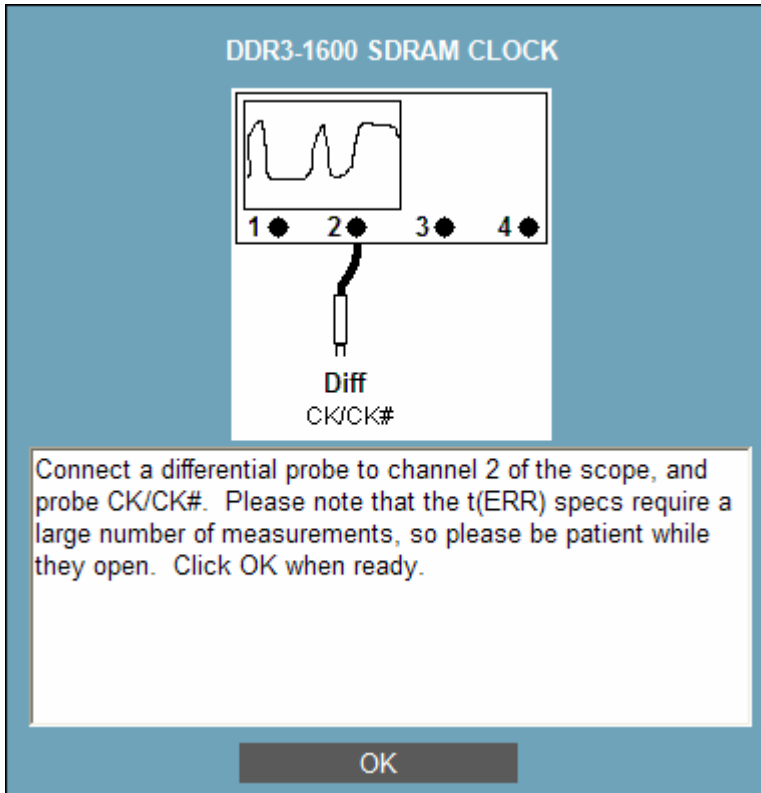 DDR3-1600 SDRAM CLOCK
1 2 3 4
Diff
CK/CK#
Connect a differential probe to channel 2 of the scope, and
probe CK/CK#.  Please note that the t(ERR) specs require a
large number of measurements, so please be patient while
they open.  Click OK when ready.
OK